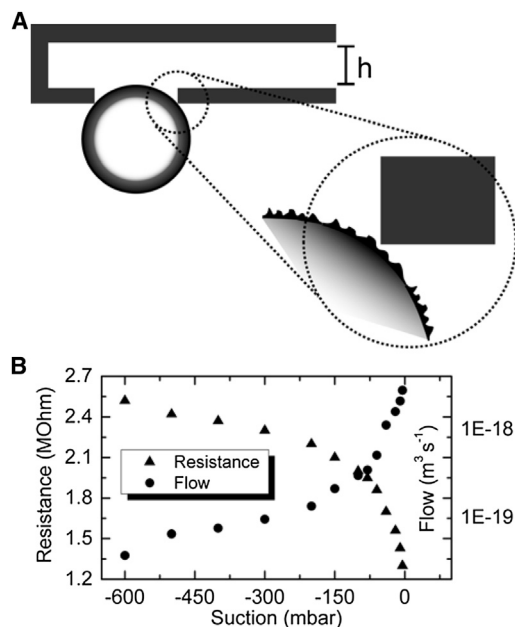 A
h
B
Resistance (MOhm)
2.7
2.4
2.1
1.8
1.5
1.2
Resistance
Flow
1E-18
1E-19
Flow (m³ s⁻¹)
-600 -450 -300 -150 0
Suction (mbar)